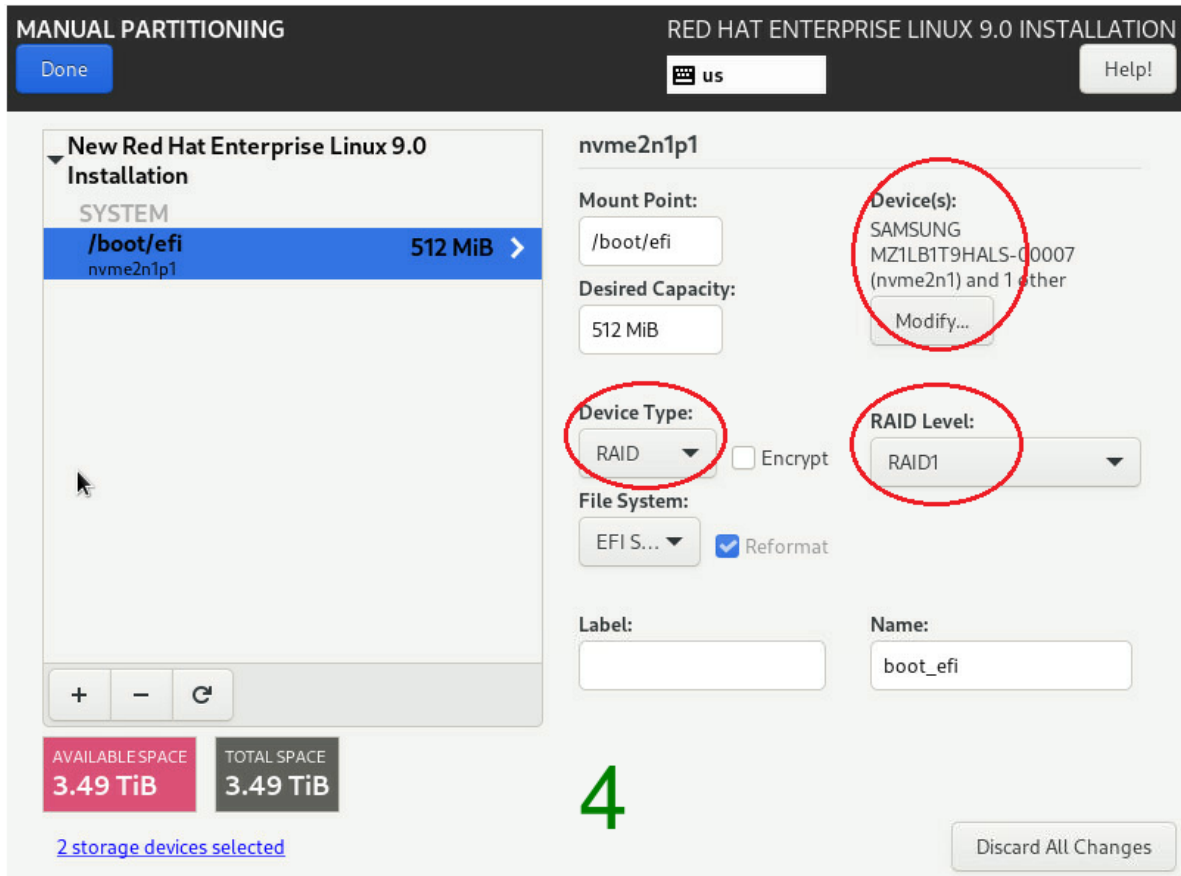 MANUAL PARTITIONING
RED HAT ENTERPRISE LINUX 9.0 INSTALLATION
Done
us
Help!
New Red Hat Enterprise Linux 9.0
Installation
SYSTEM
/boot/efi
512 MiB
nvme2n1p1
nvme2n1p1
Mount Point:
/boot/efi
Desired Capacity:
512 MiB
Device(s):
SAMSUNG
MZ1LB1T9HALS-00007
(nvme2n1) and 1 other
Modify...
Device Type:
RAID
Encrypt
RAID Level:
RAID1
File System:
EFI S...
Reformat
Label:
Name:
boot_efi
+ −
AVAILABLE SPACE
3.49 TiB
TOTAL SPACE
3.49 TiB
4
2 storage devices selected
Discard All Changes